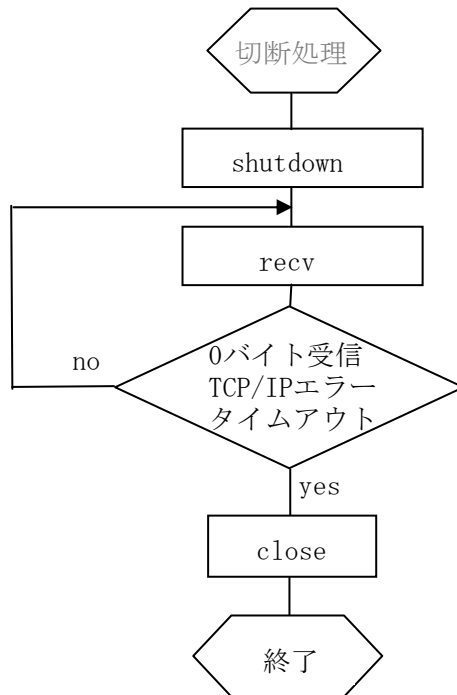 切断処理
shutdown
recv
0バイト受信
TCP/IPエラー
タイムアウト
no
yes
close
終了